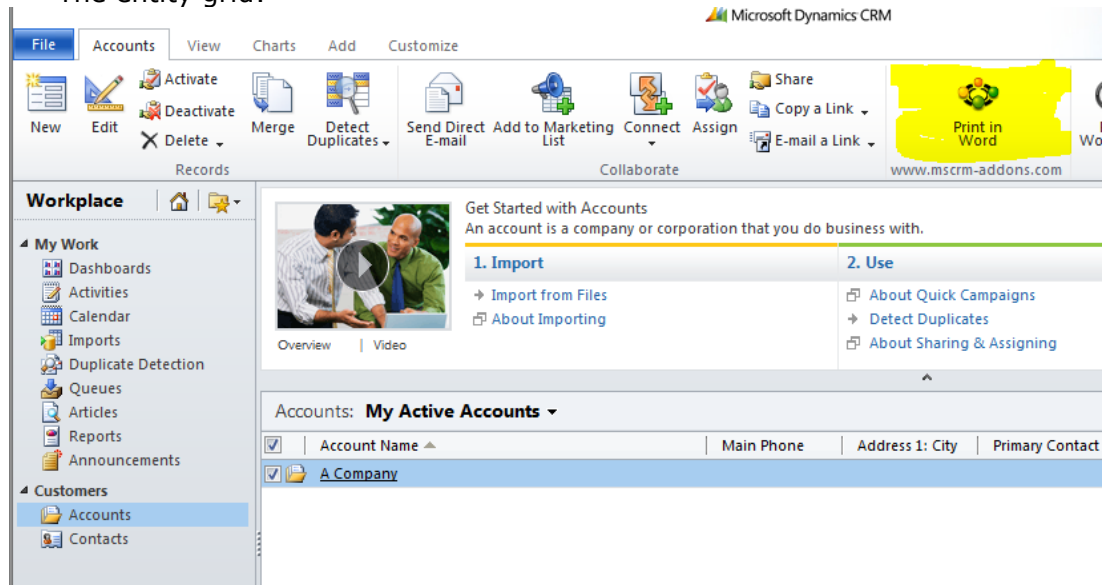 The entity grid:
Microsoft Dynamics CRM
File Accounts View Charts Add Customize
New
Edit
Activate
Deactivate
Delete
Records
Merge
Detect
Duplicates
Send Direct
E-mail
Add to Marketing
List
Connect
Assign
Share
Copy a Link
E-mail a Link
Collaborate
Print in
Word
www.mscrm-addons.com
Workplace
My Work
Dashboards
Activities
Calendar
Imports
Duplicate Detection
Queues
Articles
Reports
Announcements
Customers
Accounts
Contacts
Get Started with Accounts
An account is a company or corporation that you do business with.
1. Import
Import from Files
About Importing
2. Use
About Quick Campaigns
Detect Duplicates
About Sharing & Assigning
Overview | Video
Accounts: My Active Accounts
Account Name Main Phone Address 1: City Primary Contact
A Company